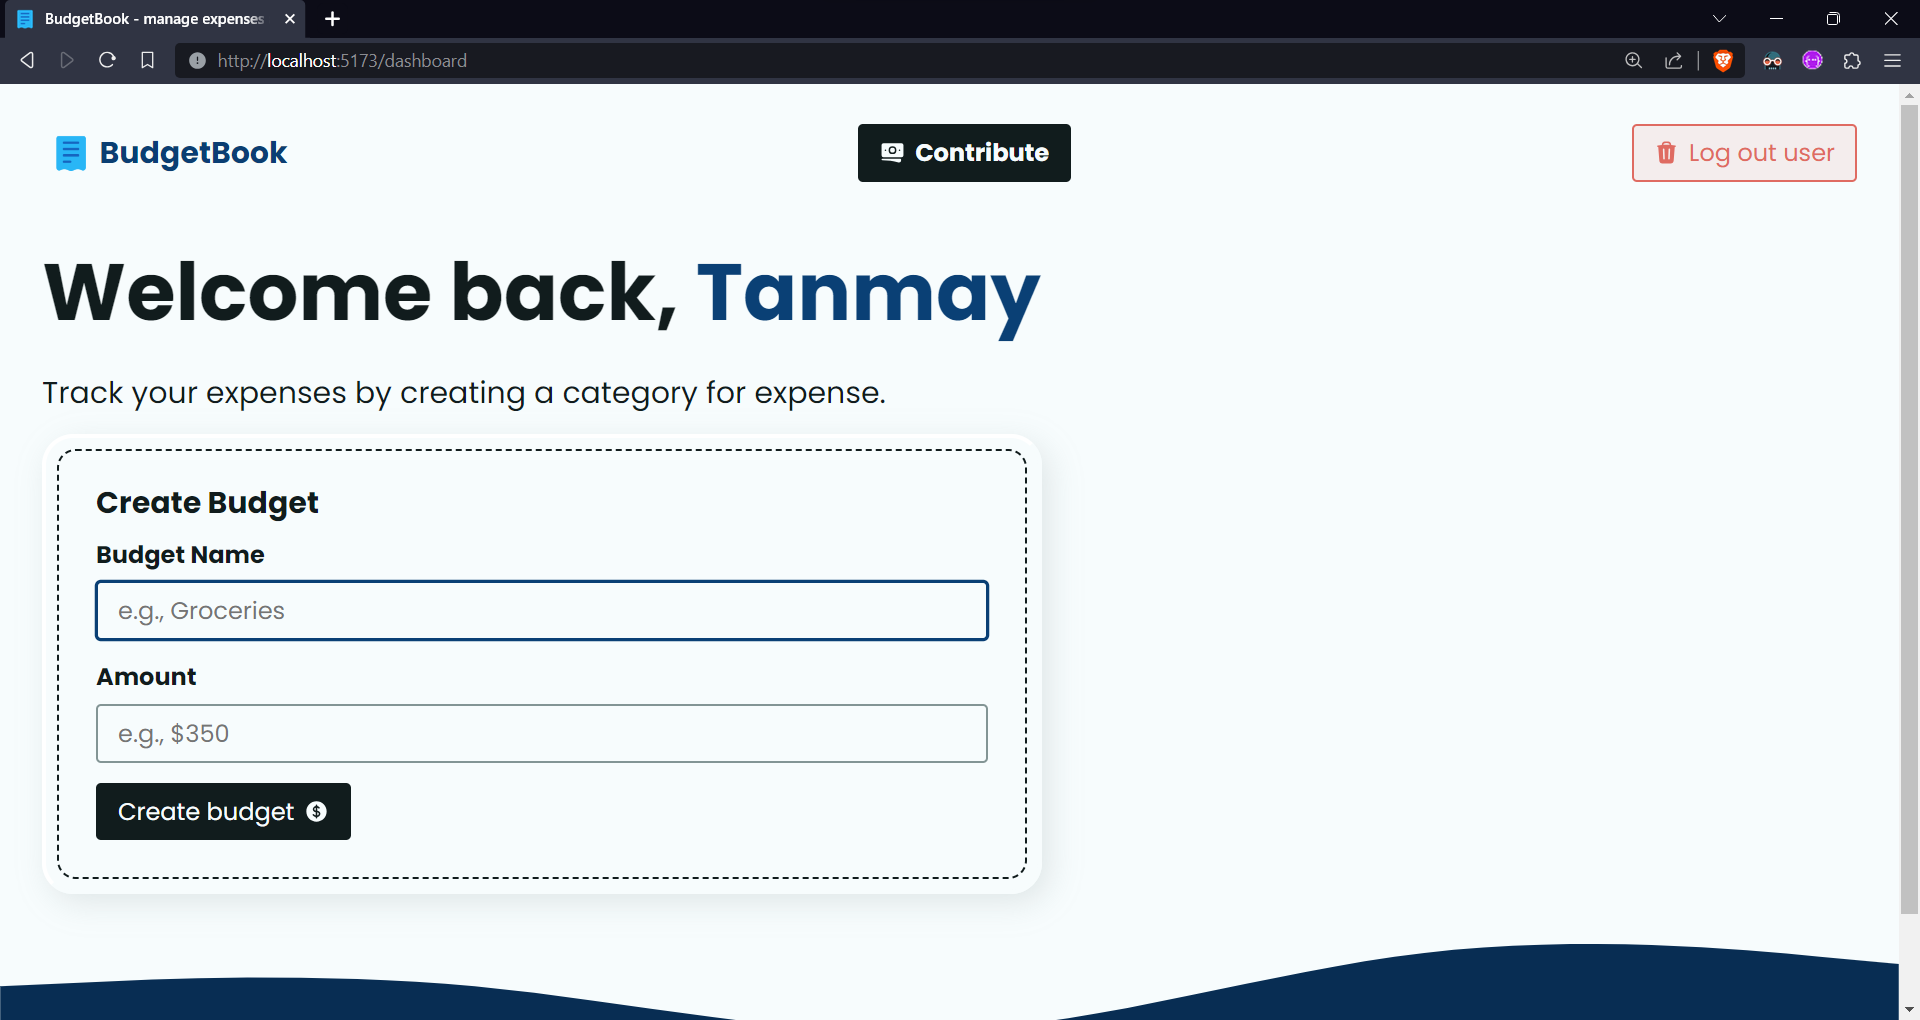 BudgetBook - manage expenses
http://localhost:5173/dashboard
BudgetBook
Contribute
Log out user
Welcome back, Tanmay
Track your expenses by creating a category for expense.
Create Budget
Budget Name
e.g., Groceries
Amount
e.g., $350
Create budget